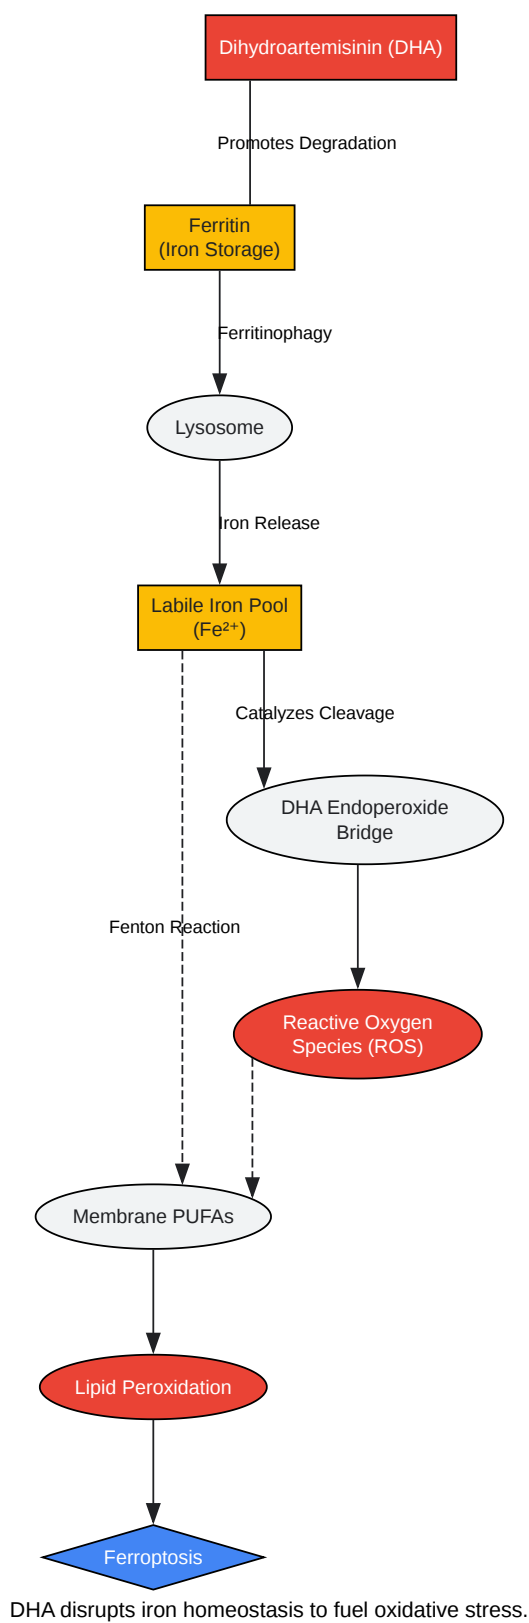 Dihydroartemisinin (DHA)
Promotes Degradation
Ferritin
(Iron Storage)
Ferritinophagy
Lysosome
Iron Release
Labile Iron Pool
(Fe²⁺)
Catalyzes Cleavage
DHA Endoperoxide
Bridge
Fenton Reaction
Reactive Oxygen
Species (ROS)
Membrane PUFAs
Lipid Peroxidation
Ferroptosis
DHA disrupts iron homeostasis to fuel oxidative stress.